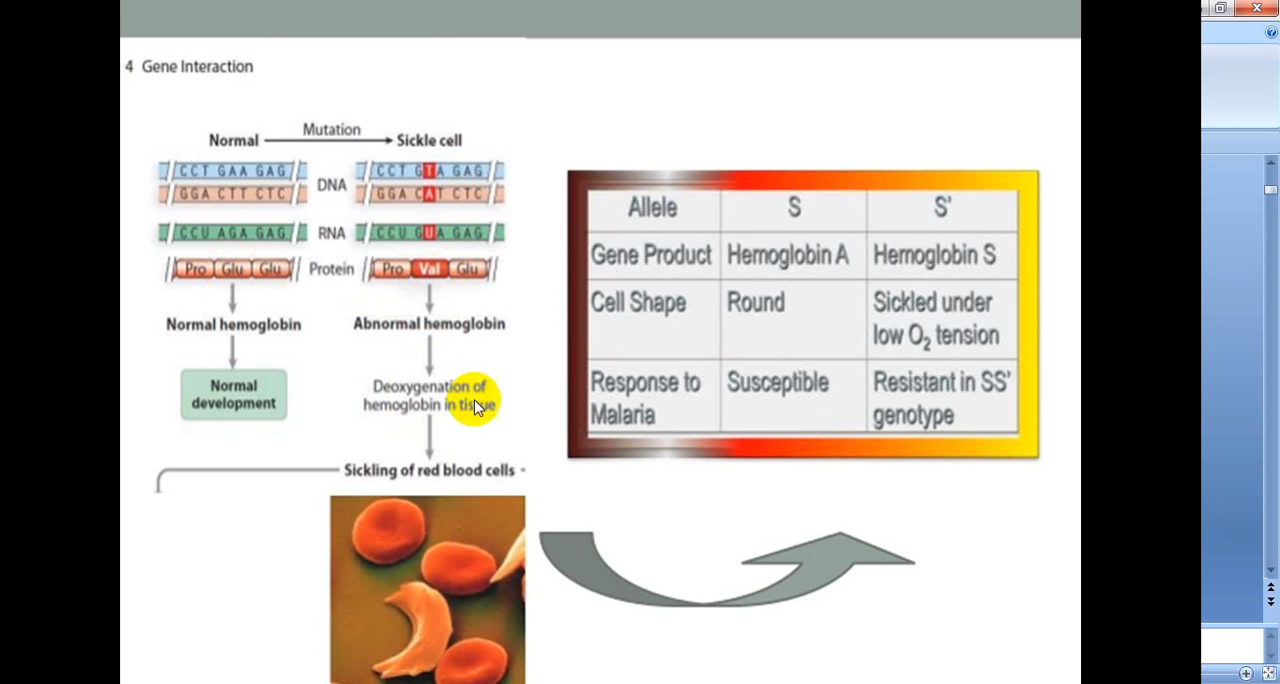 4 Gene Interaction
Normal
Mutation
Sickle cell
CCT GAA GAG
DNA
CCT GTA GAG
GGA CTT CTC
GGA CAT CTC
CCU AGA GAG
RNA
CCU GUA GAG
Pro Glu Glu
Protein
Pro Val Glu
Normal hemoglobin
Abnormal hemoglobin
Normal
development
Deoxygenation of
hemoglobin in tissue
Sickling of red blood cells
Allele S S'
Gene Product Hemoglobin A Hemoglobin S
Cell Shape Round Sickled under
low O₂ tension
Response to Susceptible Resistant in SS'
Malaria genotype